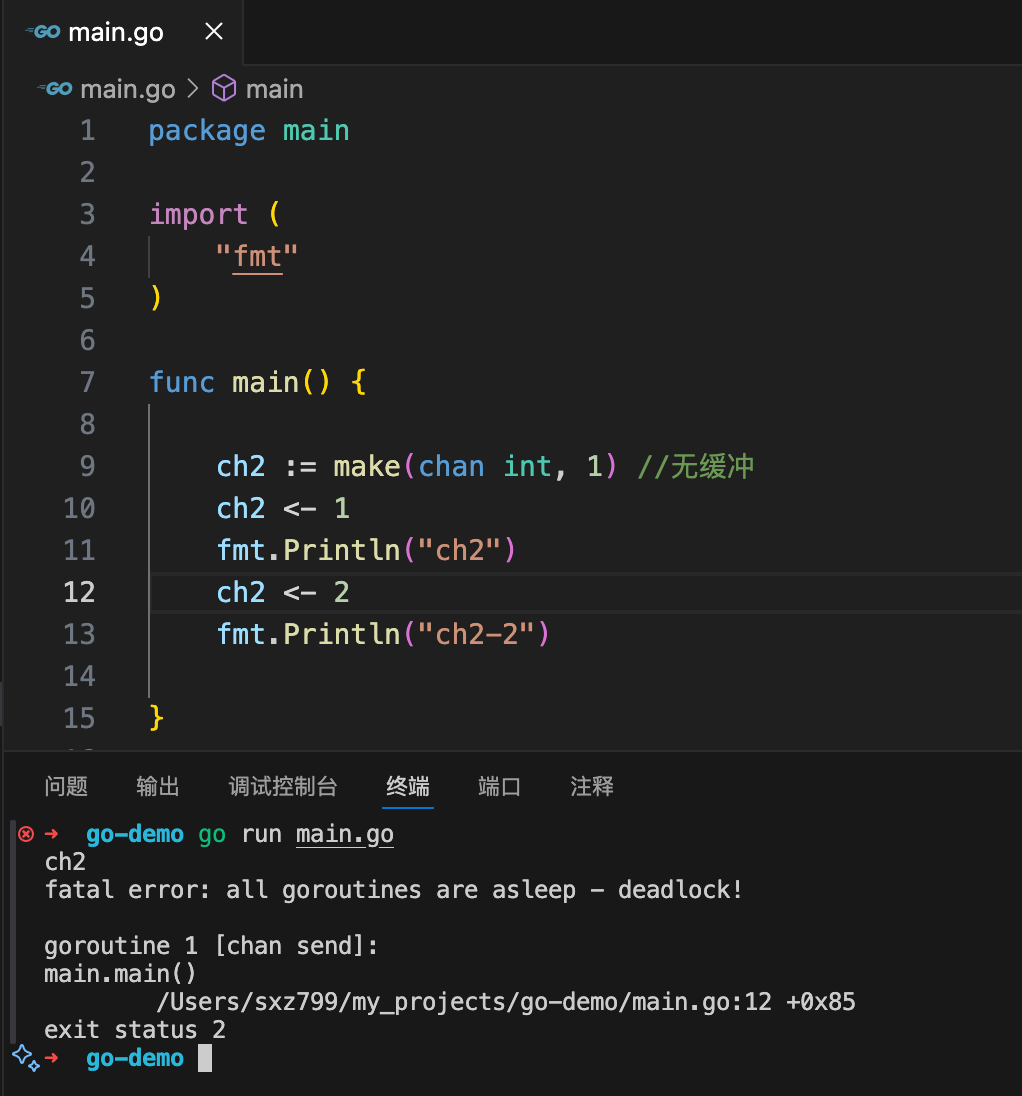 GO main.go ×
GO main.go > main
1 package main
2
3 import (
4     "fmt"
5 )
6
7 func main() {
8
9     ch2 := make(chan int, 1) //无缓冲
10     ch2 <- 1
11     fmt.Println("ch2")
12     ch2 <- 2
13     fmt.Println("ch2-2")
14
15 }
问题 输出 调试控制台 终端 端口 注释
➜  go-demo go run main.go
ch2
fatal error: all goroutines are asleep - deadlock!
goroutine 1 [chan send]:
main.main()
        /Users/sxz799/my_projects/go-demo/main.go:12 +0x85
exit status 2
➜  go-demo